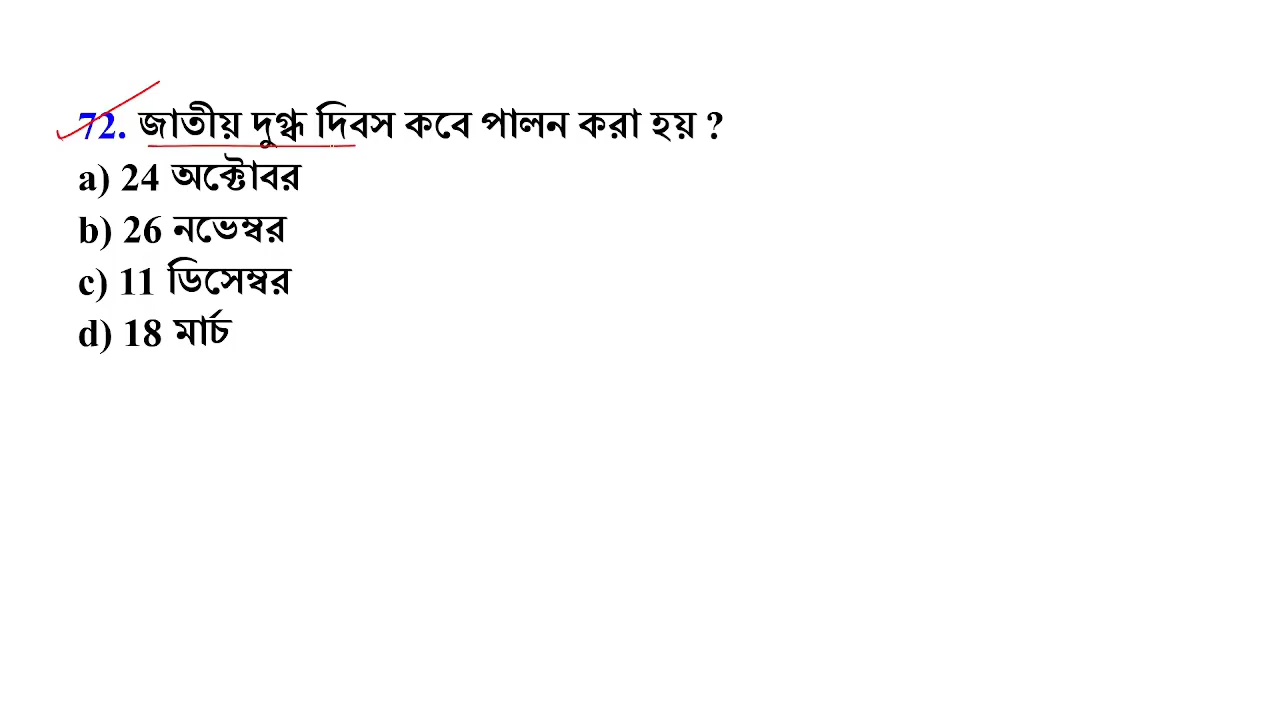 72. জাতীয় দুগ্ধ দিবস কবে পালন করা হয় ?
a) 24 অক্টোবর
b) 26 নভেম্বর
c) 11 ডিসেম্বর
d) 18 মার্চ